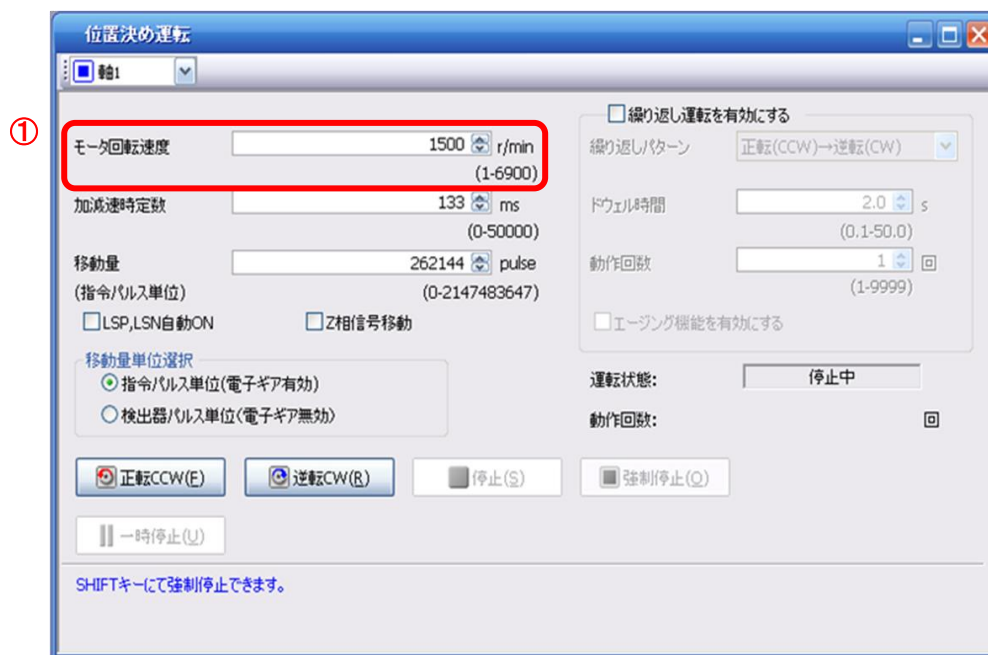 位置決め運転
軸1
①
モータ回転速度 1500 r/min
(1-6900)
加減速時定数 133 ms
(0-50000)
移動量 262144 pulse
(指令パルス単位) (0-2147483647)
LSP,LSN自動ON Z相信号移動
移動量単位選択
指令パルス単位(電子ギア有効)
検出器パルス単位(電子ギア無効)
繰り返し運転を有効にする
繰り返しパターン 正転(CCW)→逆転(CW)
ドウェル時間 2.0 s
(0.1-50.0)
動作回数 1 回
(1-9999)
エージング機能を有効にする
運転状態: 停止中
動作回数: 回
正転CCW(F) 逆転CW(R) 停止(S) 強制停止(O)
一時停止(U)
SHIFTキーにて強制停止できます。